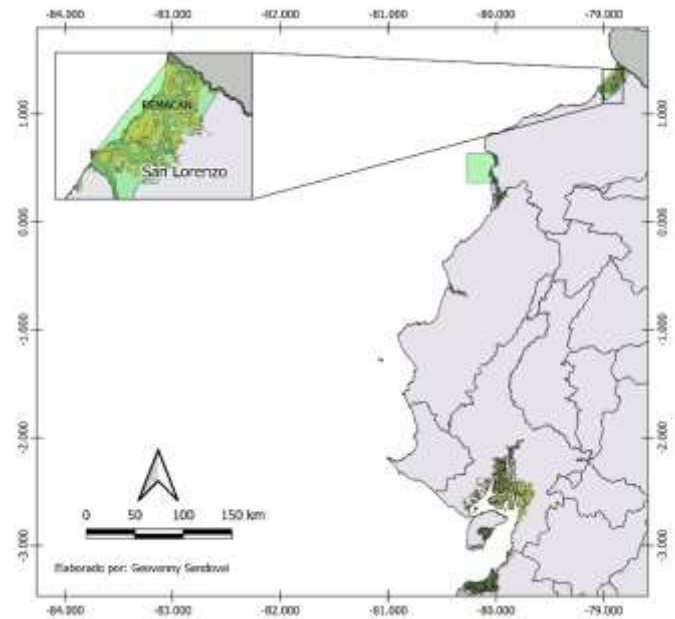 -84.000 -83.000 -82.000 -81.000 -80.000 -79.000
REMACAN
San Lorenzo
1.000 1.000
0.000 0.000
-1.000 -1.000
-2.000 -2.000
-3.000 -3.000
0 50 100 150 km
Elaborado por: Geovanny Sandoval
-84.000 -83.000 -82.000 -81.000 -80.000 -79.000